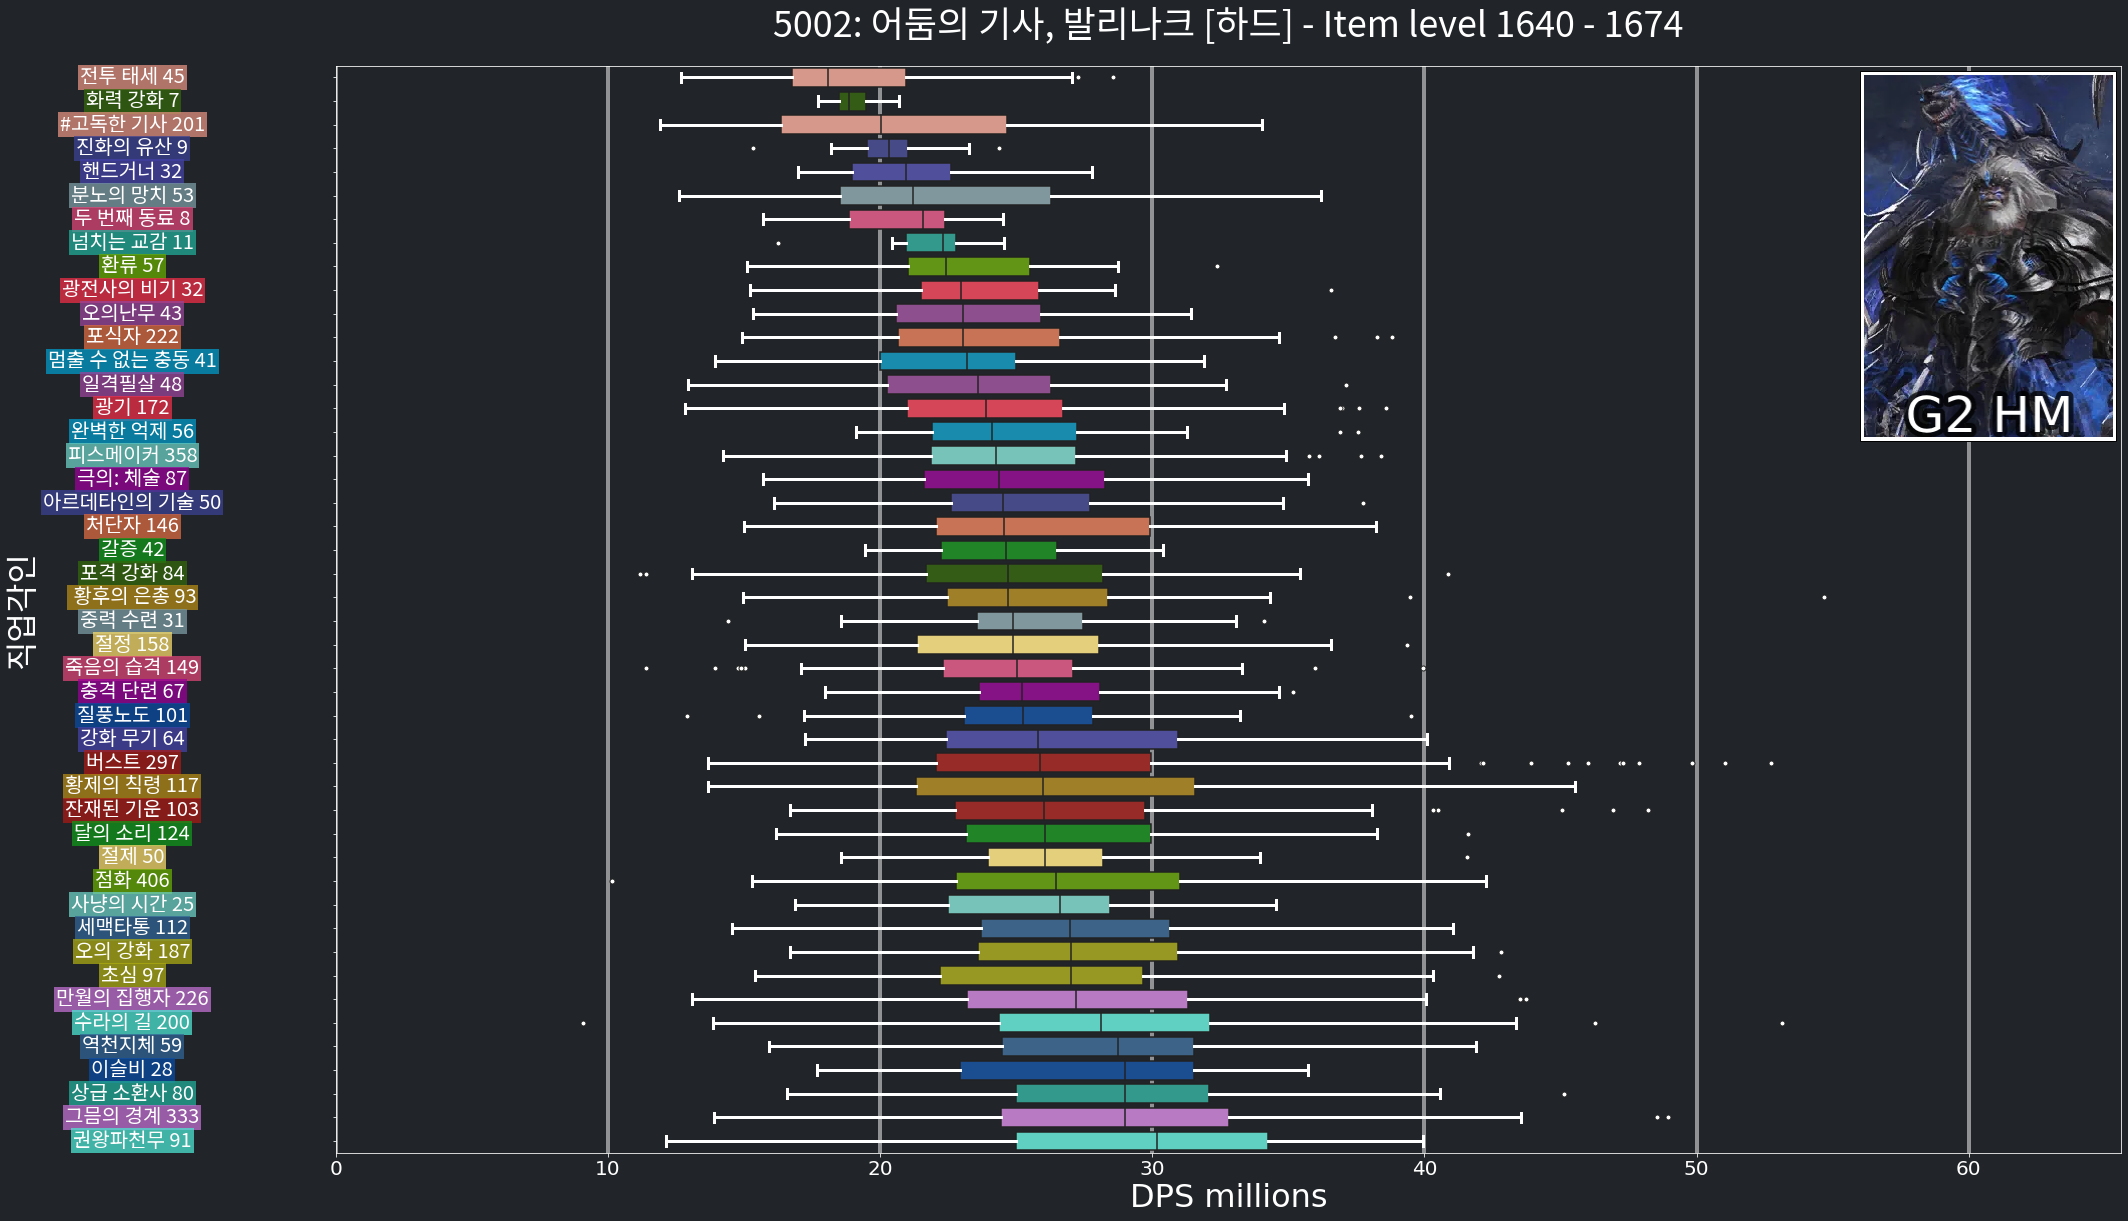 5002: 어둠의 기사, 발리나크 [하드] - Item level 1640 - 1674
직업각인
전투 태세 45
화력 강화 7
#고독한 기사 201
진화의 유산 9
핸드거너 32
분노의 망치 53
두 번째 동료 8
넘치는 교감 11
환류 57
광전사의 비기 32
오의난무 43
포식자 222
멈출 수 없는 충동 41
일격필살 48
광기 172
완벽한 억제 56
피스메이커 358
극의: 체술 87
아르데타인의 기술 50
처단자 146
갈증 42
포격 강화 84
황후의 은총 93
중력 수련 31
절정 158
죽음의 습격 149
충격 단련 67
질풍노도 101
강화 무기 64
버스트 297
황제의 칙령 117
잔재된 기운 103
달의 소리 124
절제 50
점화 406
사냥의 시간 25
세맥타통 112
오의 강화 187
초심 97
만월의 집행자 226
수라의 길 200
역천지체 59
이슬비 28
상급 소환사 80
그믐의 경계 333
권왕파천무 91
G2 HM
0 10 20 30 40 50 60
DPS millions